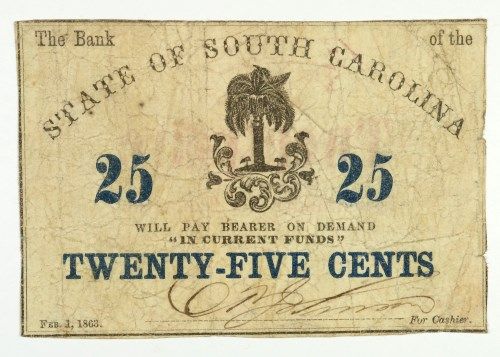 The Bank of the
STATE OF SOUTH CAROLINA
25 25
WILL PAY BEARER ON DEMAND
"IN CURRENT FUNDS"
TWENTY-FIVE CENTS
FEB. 1, 1863. For Cashier.